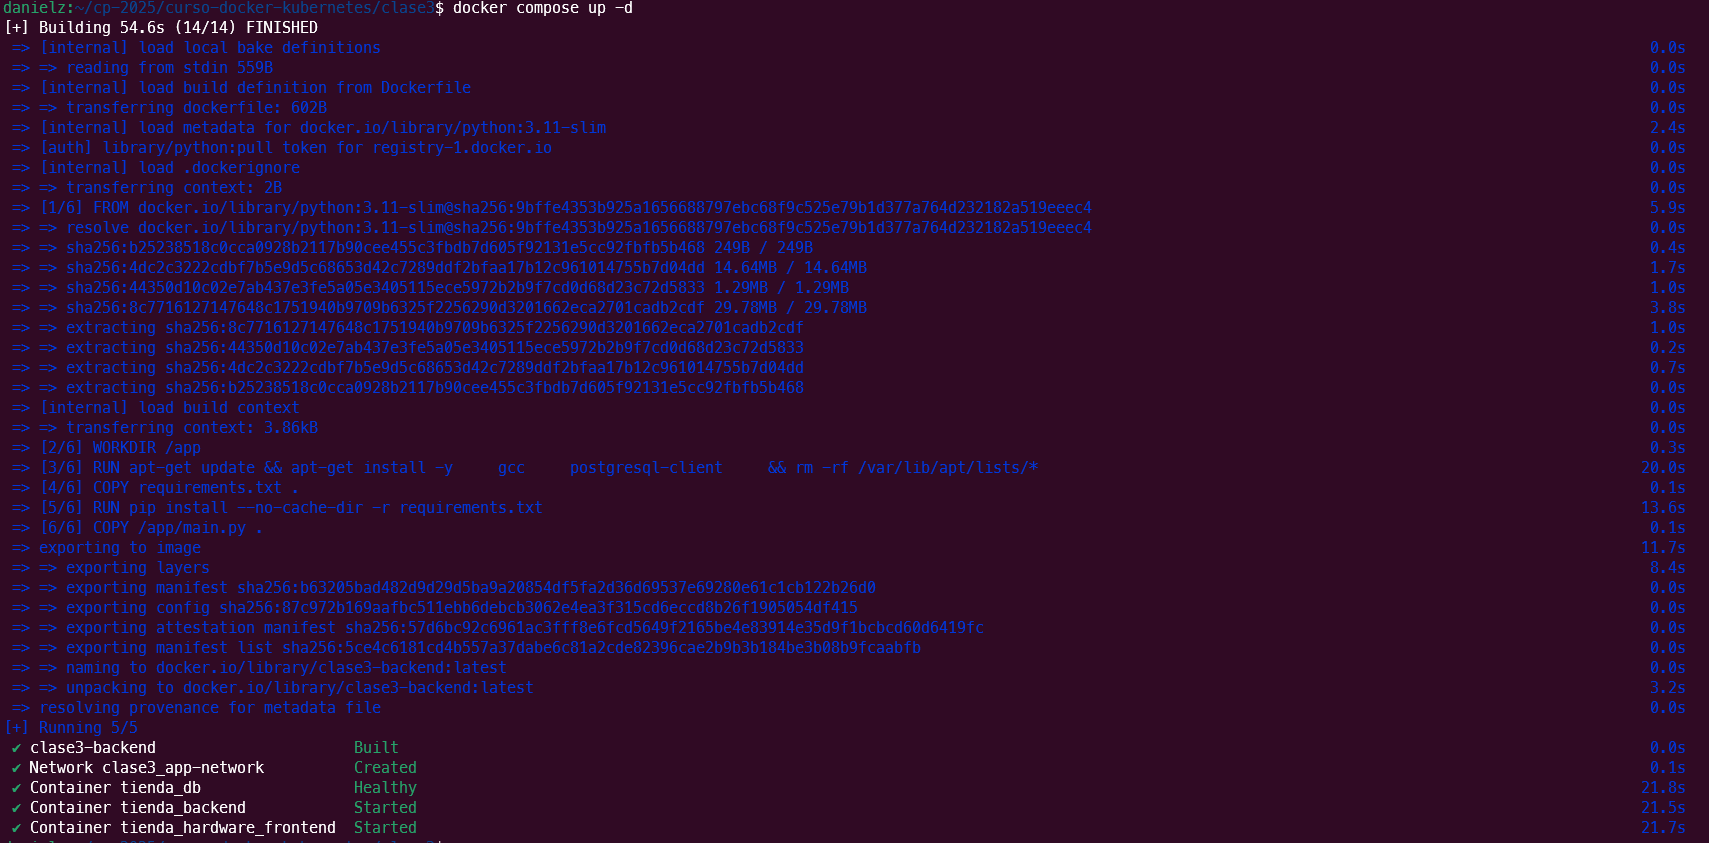 danielz:~/cp-2025/curso-docker-kubernetes/clase3$ docker compose up -d
[+] Building 54.6s (14/14) FINISHED
=> [internal] load local bake definitions 0.0s
=> => reading from stdin 559B 0.0s
=> [internal] load build definition from Dockerfile 0.0s
=> => transferring dockerfile: 602B 0.0s
=> [internal] load metadata for docker.io/library/python:3.11-slim 2.4s
=> [auth] library/python:pull token for registry-1.docker.io 0.0s
=> [internal] load .dockerignore 0.0s
=> => transferring context: 2B 0.0s
=> [1/6] FROM docker.io/library/python:3.11-slim@sha256:9bffe4353b925a1656688797ebc68f9c525e79b1d377a764d232182a519eeec4 5.9s
=> => resolve docker.io/library/python:3.11-slim@sha256:9bffe4353b925a1656688797ebc68f9c525e79b1d377a764d232182a519eeec4 0.0s
=> => sha256:b25238518c0cca0928b2117b90cee455c3fbdb7d605f92131e5cc92fbfb5b468 249B / 249B 0.4s
=> => sha256:4dc2c3222cdbf7b5e9d5c68653d42c7289ddf2bfaa17b12c961014755b7d04dd 14.64MB / 14.64MB 1.7s
=> => sha256:44350d10c02e7ab437e3fe5a05e3405115ece5972b2b9f7cd0d68d23c72d5833 1.29MB / 1.29MB 1.0s
=> => sha256:8c7716127147648c1751940b9709b6325f2256290d3201662eca2701cadb2cdf 29.78MB / 29.78MB 3.8s
=> => extracting sha256:8c7716127147648c1751940b9709b6325f2256290d3201662eca2701cadb2cdf 1.0s
=> => extracting sha256:44350d10c02e7ab437e3fe5a05e3405115ece5972b2b9f7cd0d68d23c72d5833 0.2s
=> => extracting sha256:4dc2c3222cdbf7b5e9d5c68653d42c7289ddf2bfaa17b12c961014755b7d04dd 0.7s
=> => extracting sha256:b25238518c0cca0928b2117b90cee455c3fbdb7d605f92131e5cc92fbfb5b468 0.0s
=> [internal] load build context 0.0s
=> => transferring context: 3.86kB 0.0s
=> [2/6] WORKDIR /app 0.3s
=> [3/6] RUN apt-get update && apt-get install -y     gcc     postgresql-client     && rm -rf /var/lib/apt/lists/* 20.0s
=> [4/6] COPY requirements.txt . 0.1s
=> [5/6] RUN pip install --no-cache-dir -r requirements.txt 13.6s
=> [6/6] COPY /app/main.py . 0.1s
=> exporting to image 11.7s
=> => exporting layers 8.4s
=> => exporting manifest sha256:b63205bad482d9d29d5ba9a20854df5fa2d36d69537e69280e61c1cb122b26d0 0.0s
=> => exporting config sha256:87c972b169aafbc511ebb6debcb3062e4ea3f315cd6eccd8b26f1905054df415 0.0s
=> => exporting attestation manifest sha256:57d6bc92c6961ac3fff8e6fcd5649f2165be4e83914e35d9f1bcbcd60d6419fc 0.0s
=> => exporting manifest list sha256:5ce4c6181cd4b557a37dabe6c81a2cde82396cae2b9b3b184be3b08b9fcaabfb 0.0s
=> => naming to docker.io/library/clase3-backend:latest 0.0s
=> => unpacking to docker.io/library/clase3-backend:latest 3.2s
=> resolving provenance for metadata file 0.0s
[+] Running 5/5
✔ clase3-backend Built 0.0s
✔ Network clase3_app-network Created 0.1s
✔ Container tienda_db Healthy 21.8s
✔ Container tienda_backend Started 21.5s
✔ Container tienda_hardware_frontend Started 21.7s